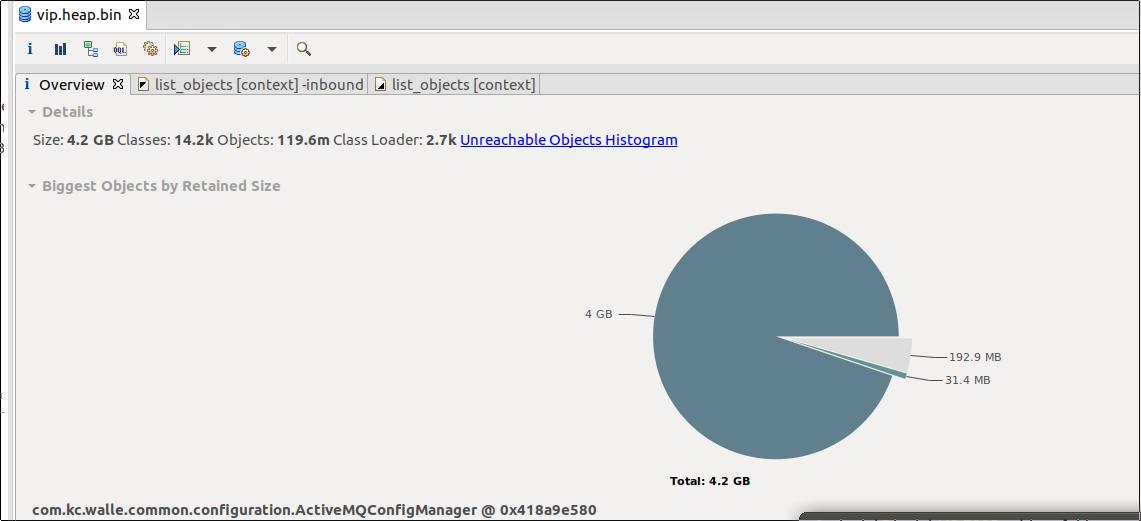 vip.heap.bin
i OQL
i Overview list_objects [context] -inbound list_objects [context]
Details
Size: 4.2 GB Classes: 14.2k Objects: 119.6m Class Loader: 2.7k Unreachable Objects Histogram
Biggest Objects by Retained Size
4 GB
192.9 MB
31.4 MB
Total: 4.2 GB
com.kc.walle.common.configuration.ActiveMQConfigManager @ 0x418a9e580